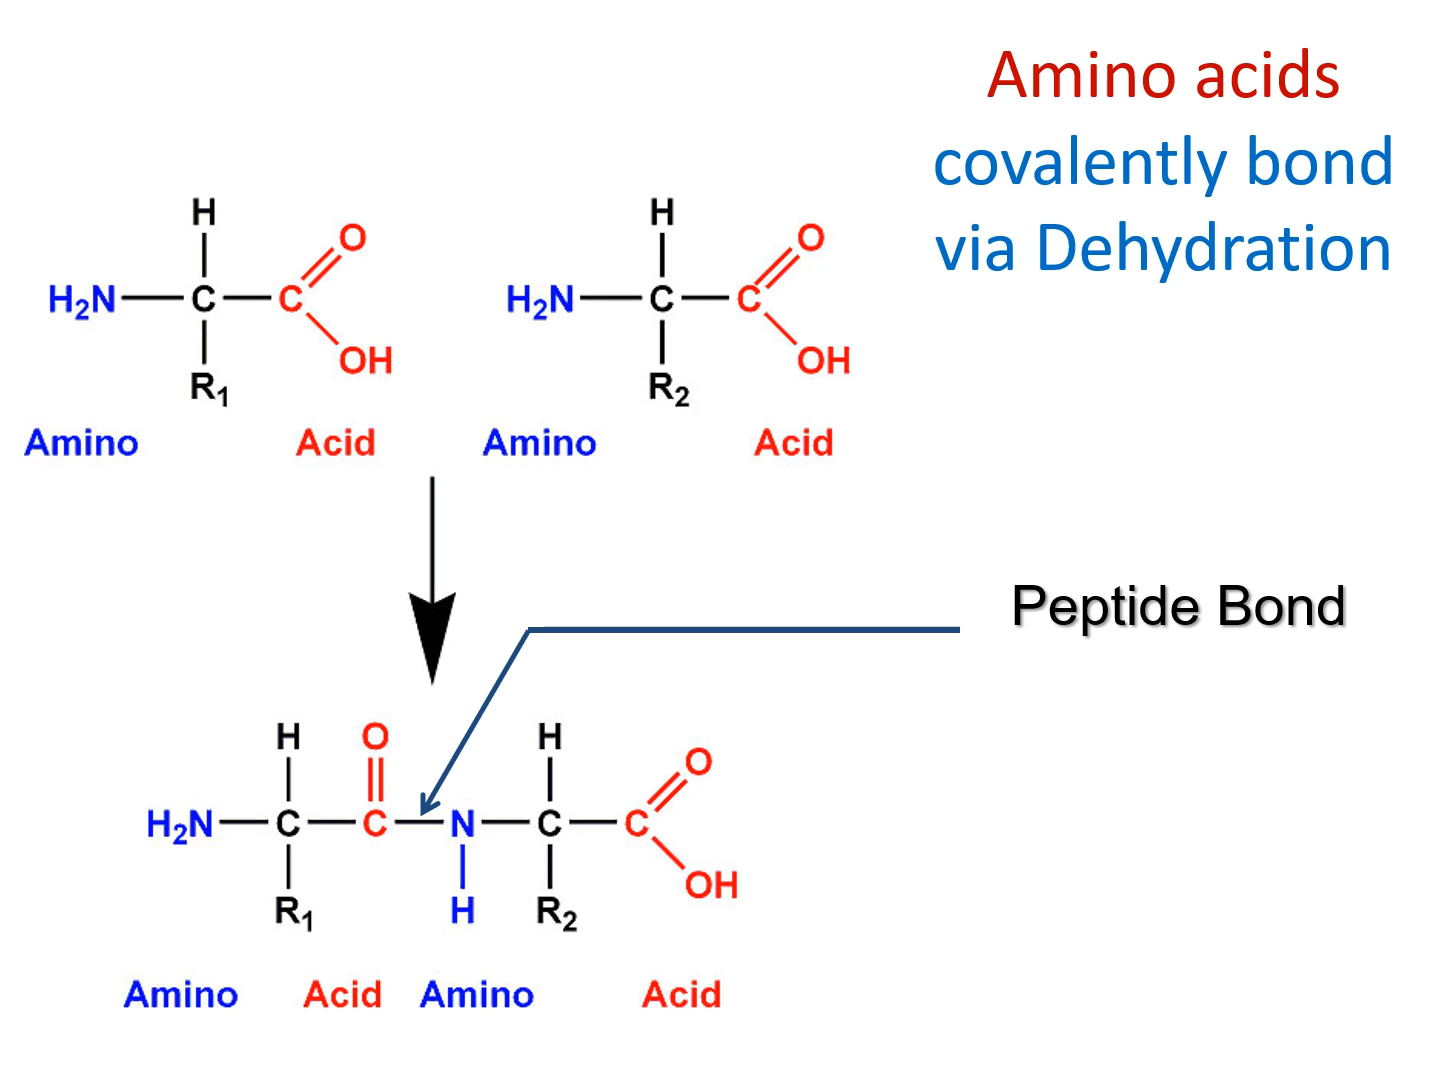 Amino acids
covalently bond
via Dehydration
H H
O O
H₂N C C H₂N C C
OH OH
R₁ R₂
Amino Acid Amino Acid
Peptide Bond
H O H
O
H₂N C C N C C
OH
R₁ H R₂
Amino Acid Amino Acid